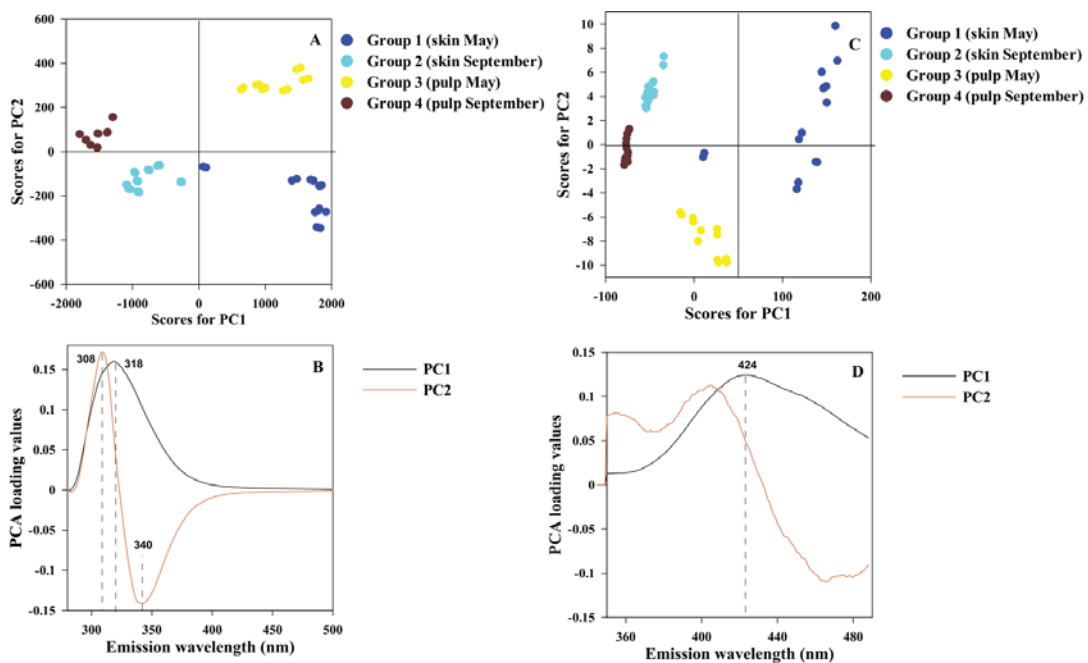 A
Scores for PC2
600
400
200
0
-200
-400
-600
-2000 -1000 0 1000 2000
Scores for PC1
Group 1 (skin May)
Group 2 (skin September)
Group 3 (pulp May)
Group 4 (pulp September)
C
Scores for PC2
10
8
6
4
2
0
-2
-4
-6
-8
-10
-100 0 100 200
Scores for PC1
Group 1 (skin May)
Group 2 (skin September)
Group 3 (pulp May)
Group 4 (pulp September)
B
PCA loading values
0.15
0.1
0.05
0
-0.05
-0.1
-0.15
308
318
340
300 350 400 450 500
Emission wavelength (nm)
PC1
PC2
D
PCA loading values
0.15
0.1
0.05
0
-0.05
-0.1
-0.15
424
360 400 440 480
Emission wavelength (nm)
PC1
PC2